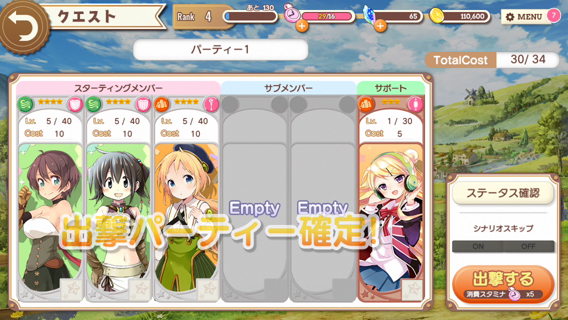 クエスト
Rank 4
あと 130
29/16
65
110,600
MENU
パーティー1
TotalCost 30/ 34
スターティングメンバー
サブメンバー
サポート
Lv. 5 / 40
Cost 10
Lv. 5 / 40
Cost 10
Lv. 5 / 40
Cost 10
Empty
Empty
Lv. 1 / 30
Cost 5
出撃パーティー確定!
ステータス確認
シナリオスキップ
ON OFF
出撃する
消費スタミナ x5